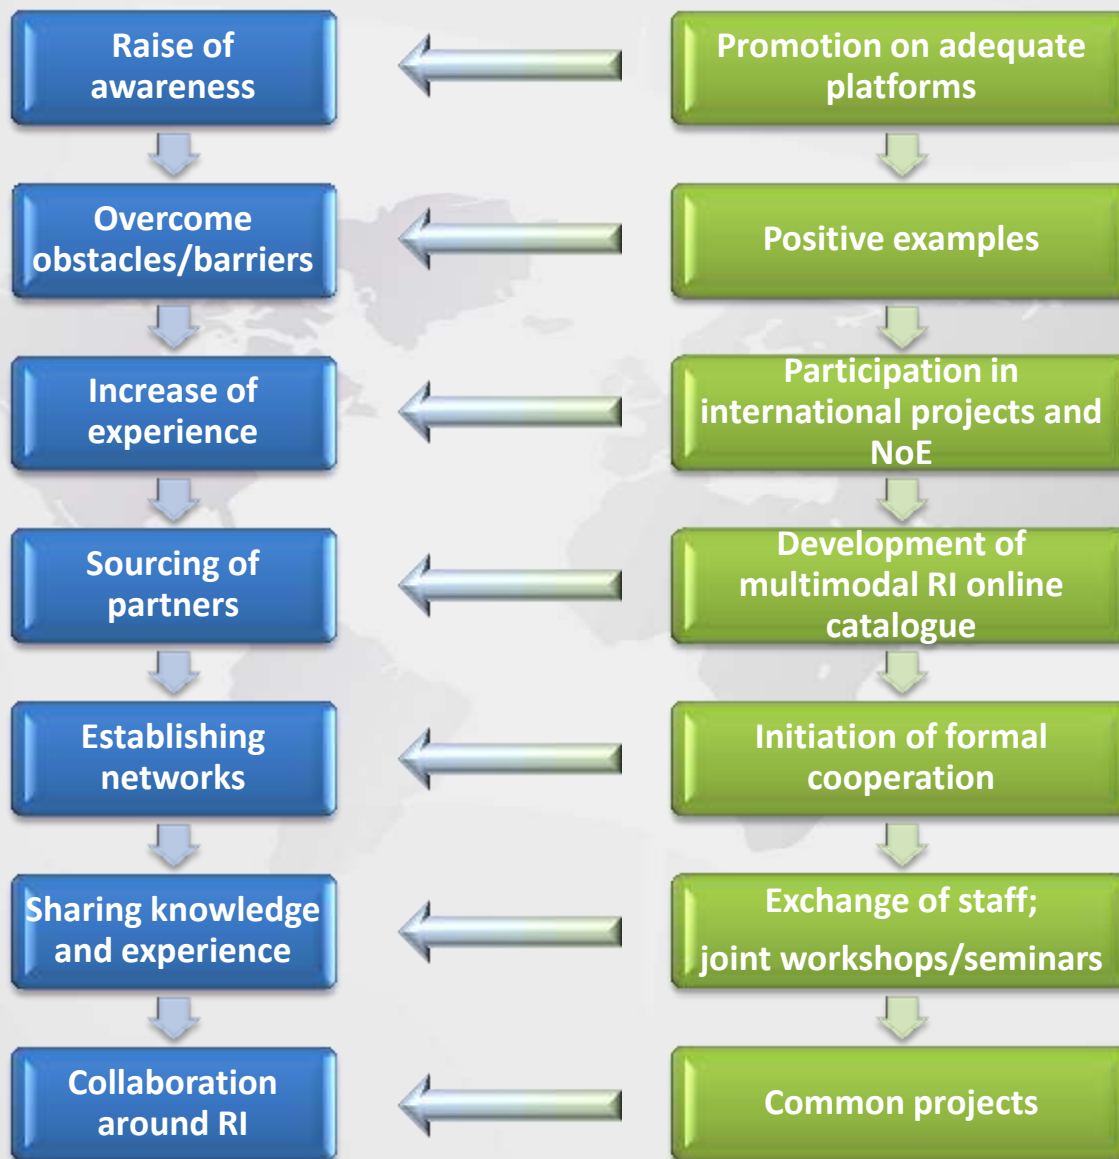 Raise of
awareness
Promotion on adequate
platforms
Overcome
obstacles/barriers
Positive examples
Increase of
experience
Participation in
international projects and
NoE
Sourcing of
partners
Development of
multimodal RI online
catalogue
Establishing
networks
Initiation of formal
cooperation
Sharing knowledge
and experience
Exchange of staff;
joint workshops/seminars
Collaboration
around RI
Common projects